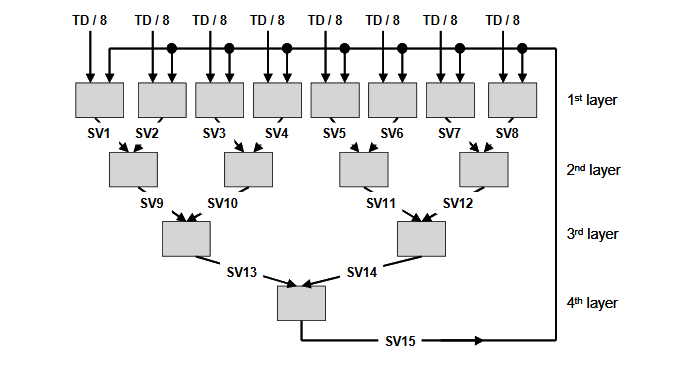 TD / 8 TD / 8 TD / 8 TD / 8 TD / 8 TD / 8 TD / 8 TD / 8
1st layer
SV1 SV2 SV3 SV4 SV5 SV6 SV7 SV8
2nd layer
SV9 SV10 SV11 SV12
3rd layer
SV13 SV14
4th layer
SV15